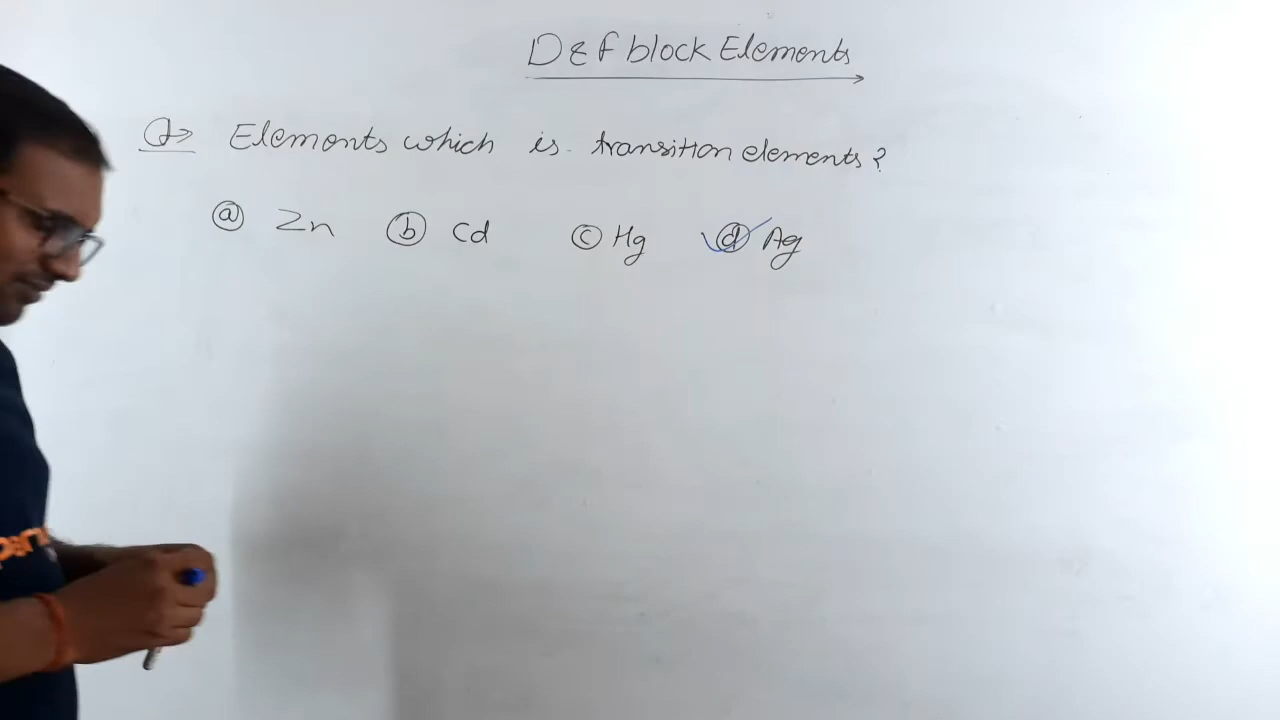 D & f block Elements
Q⇒ Elements which is transition elements?
(a) Zn (b) Cd (c) Hg (d) Ag